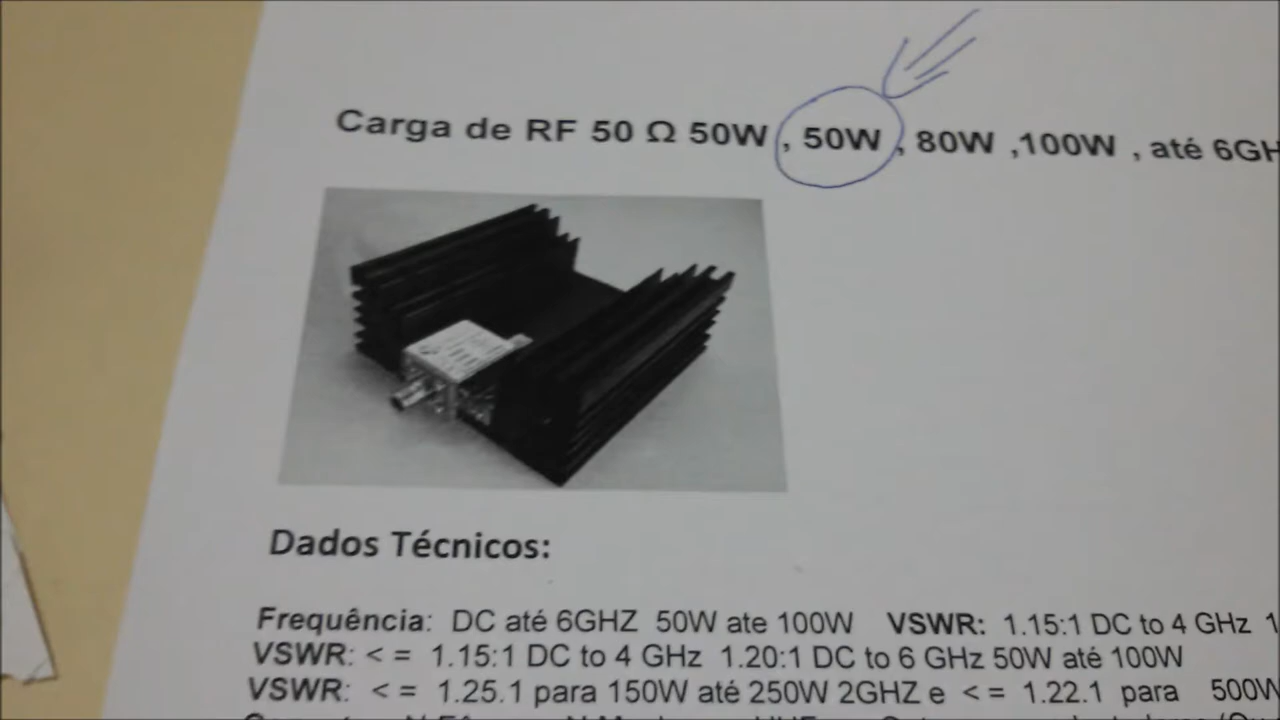 Carga de RF 50 Ω 50W , 50W , 80W ,100W , até 6GH
Dados Técnicos:
Frequência: DC até 6GHZ 50W ate 100W VSWR: 1.15:1 DC to 4 GHz 1
VSWR: < = 1.15:1 DC to 4 GHz 1.20:1 DC to 6 GHz 50W até 100W
VSWR: < = 1.25.1 para 150W até 250W 2GHZ e < = 1.22.1 para 500W